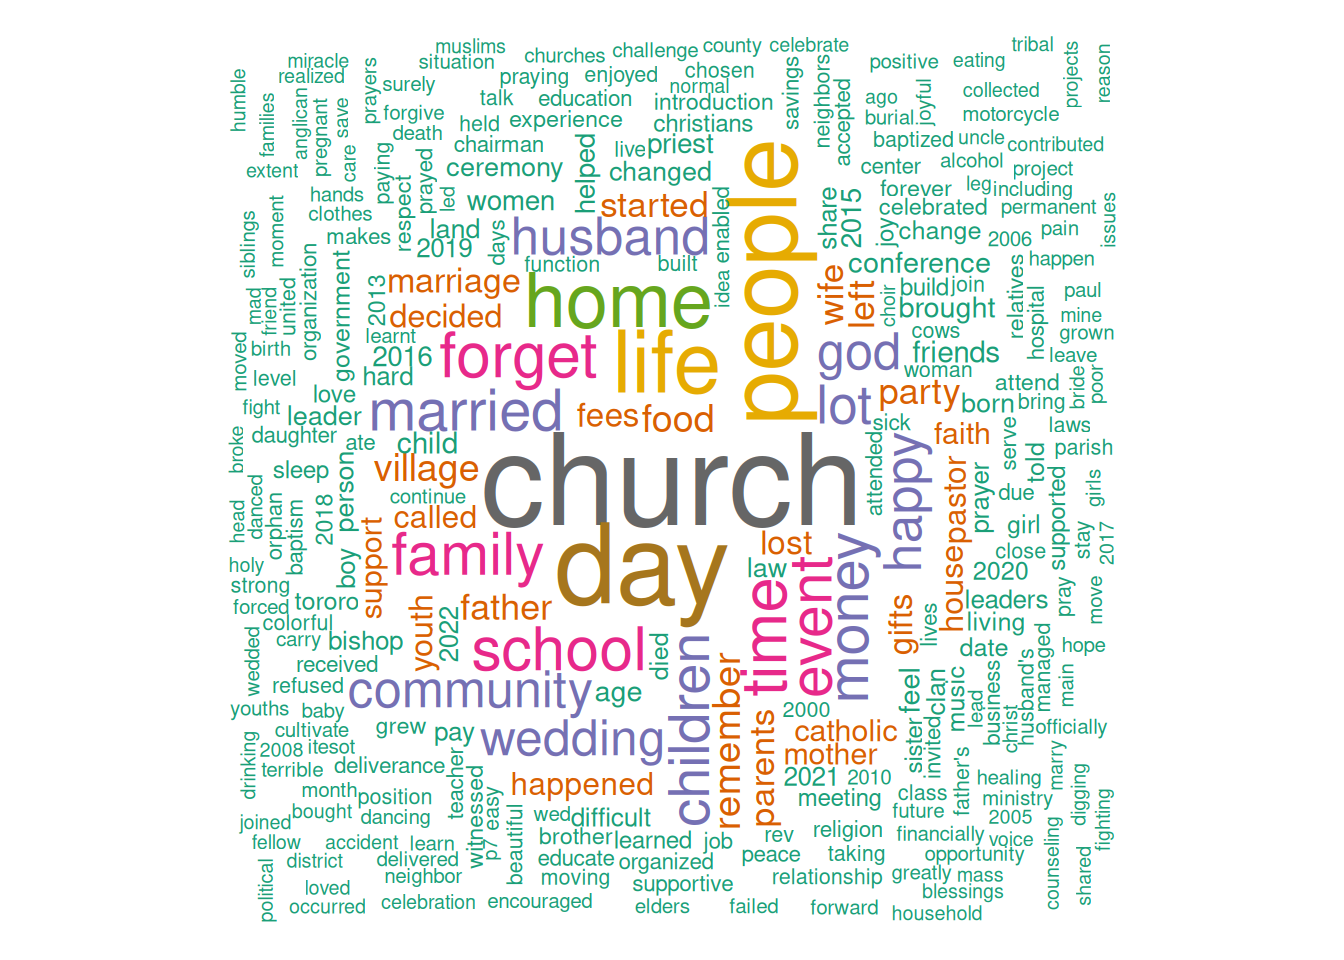 muslims
churches
challenge
county
celebrate
tribal
miracle
situation
positive
eating
realized
surely
praying
enjoyed
chosen
normal
collected
projects
reason
humble
families
anglican
pregnant
save
prayers
forgive
talk
education
introduction
savings
neighbors
ago
joyful
motorcycle
burial
death
held
experience
christians
accepted
baptized
uncle
contributed
extent
care
paying
prayed
led
chairman
ceremony
live
priest
helped
changed
people
center
alcohol
project
hands
respect
women
started
share
2015
forever
leg
including
clothes
celebrated
permanent
issues
siblings
moment
makes
land
2019
days
husband
idea
enabled
joy
change
2006
pain
organization
government
function
built
conference
happen
mad
friend
united
2013
marriage
home
wife
left
choir
build
join
relatives
hospital
paul
decided
brought
mine
moved
birth
learnt
2016
forget
life
god
cows
friends
grown
woman
leave
level
hard
love
married
fees
food
lot
party
born
attend
bring
bride
poor
fight
leader
sick
laws
broke
daughter
ate
child
church
attended
happy
faith
serve
told
parish
sleep
person
village
continue
pastor
prayer
due
supported
girls
head
danced
orphan
baptism
2018
called
girl
stay
2017
support
family
day
lost
house
close
holy
boy
law
2020
strong
time
event
money
pray
move
forced
tororo
youth
2022
father
gifts
lives
leaders
colorful
living
wedded
carry
bishop
school
died
children
date
hope
received
feel
clan
music
husband's
managed
main
refused
community
age
remember
lead
business
christ
youths
baby
2000
sister
invited
officially
cultivate
grew
pay
wedding
parents
catholic
drinking
2008
itesot
mother
father's
marry
terrible
deliverance
teacher
happened
2021
2010
healing
digging
month
position
witnessed
easy
meeting
class
ministry
bought
wed
difficult
future
2005
fighting
joined
dancing
p7
beautiful
brother
learned
job
rev
religion
financially
voice
fellow
accident
learn
educate
organized
peace
taking
opportunity
counseling
political
district
delivered
neighbor
moving
supportive
relationship
greatly
mass
shared
loved
blessings
occurred
celebration
encouraged
elders
failed
forward
household